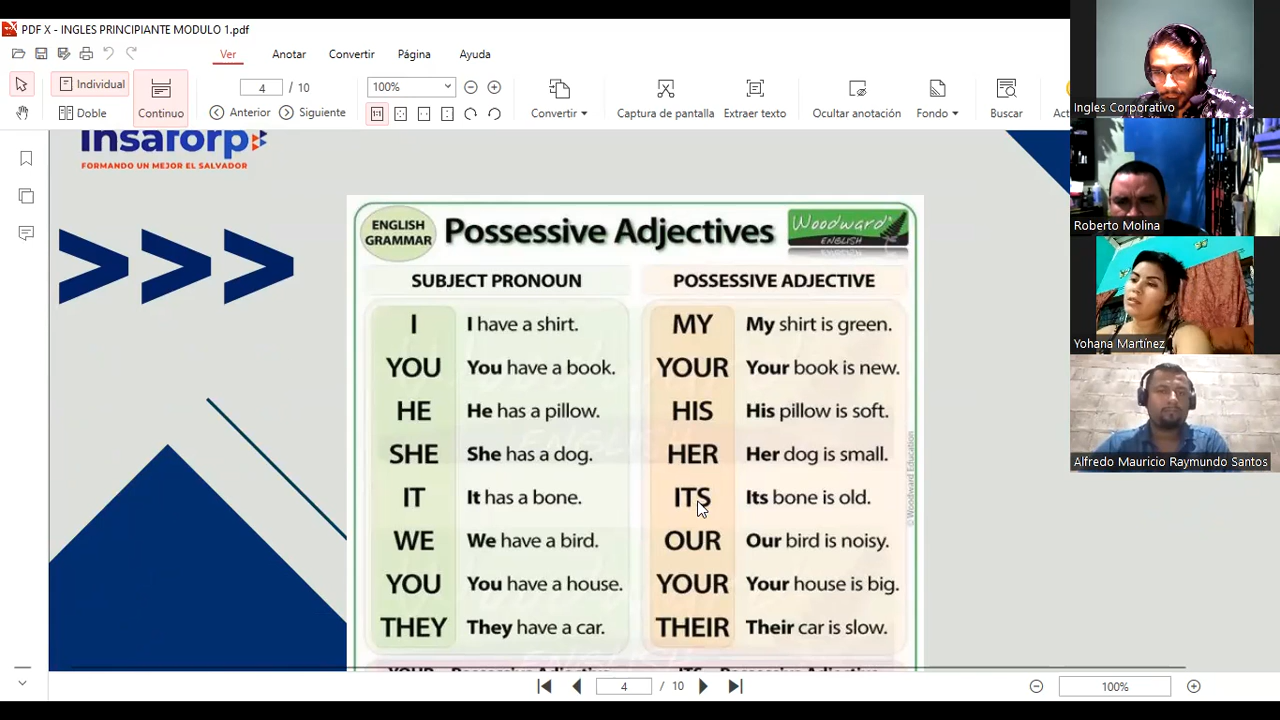 PDF X - INGLES PRINCIPIANTE MODULO 1.pdf
Ver Anotar Convertir Página Ayuda
Individual
Doble
Continuo
4 / 10
Anterior Siguiente
100%
Convertir
Captura de pantalla
Extraer texto
Ocultar anotación
Fondo
Buscar
Insaforp
FORMANDO UN MEJOR EL SALVADOR
ENGLISH GRAMMAR
Possessive Adjectives
Woodward
ENGLISH
SUBJECT PRONOUN POSSESSIVE ADJECTIVE
I I have a shirt. MY My shirt is green.
YOU You have a book. YOUR Your book is new.
HE He has a pillow. HIS His pillow is soft.
SHE She has a dog. HER Her dog is small.
IT It has a bone. ITS Its bone is old.
WE We have a bird. OUR Our bird is noisy.
YOU You have a house. YOUR Your house is big.
THEY They have a car. THEIR Their car is slow.
© Woodward Education
4 / 10
100%
Ingles Corporativo
Roberto Molina
Yohana Martínez
Alfredo Mauricio Raymundo Santos